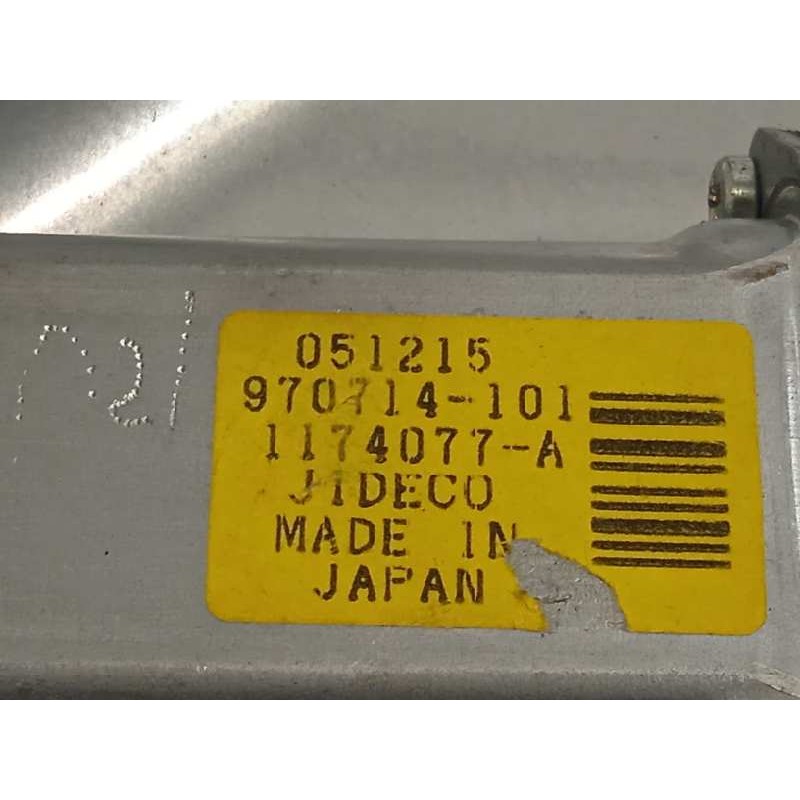 051215
970714-101
1174077-A
JIDECO
MADE IN
JAPAN